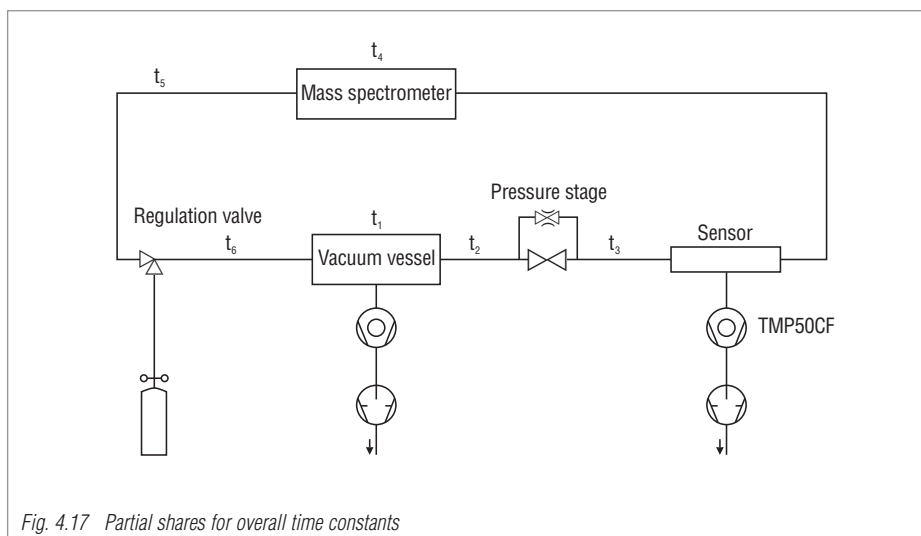 t₄
t₅
Mass spectrometer
Pressure stage
Regulation valve
t₁
Sensor
t₆
Vacuum vessel
t₂
t₃
TMP50CF
Fig. 4.17 Partial shares for overall time constants